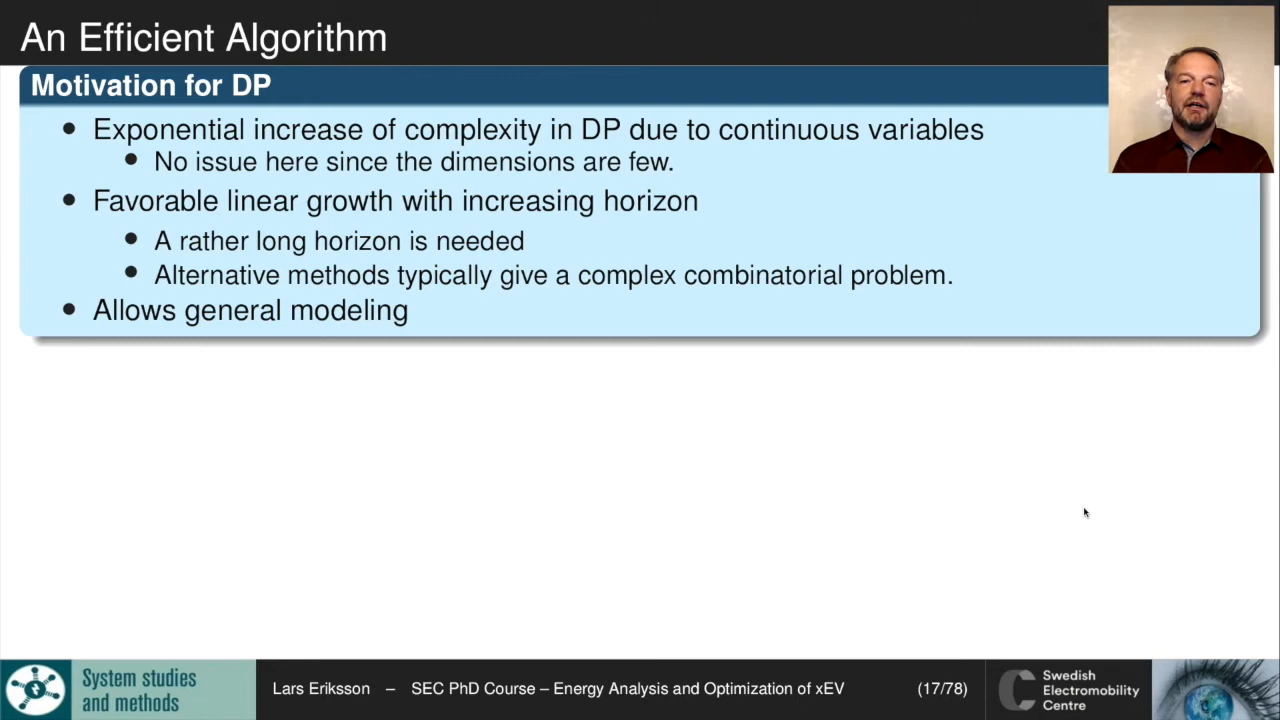 An Efficient Algorithm
Motivation for DP
• Exponential increase of complexity in DP due to continuous variables
• No issue here since the dimensions are few.
• Favorable linear growth with increasing horizon
• A rather long horizon is needed
• Alternative methods typically give a complex combinatorial problem.
• Allows general modeling
System studies
and methods
Lars Eriksson – SEC PhD Course – Energy Analysis and Optimization of xEV
(17/78)
Swedish
Electromobility
Centre